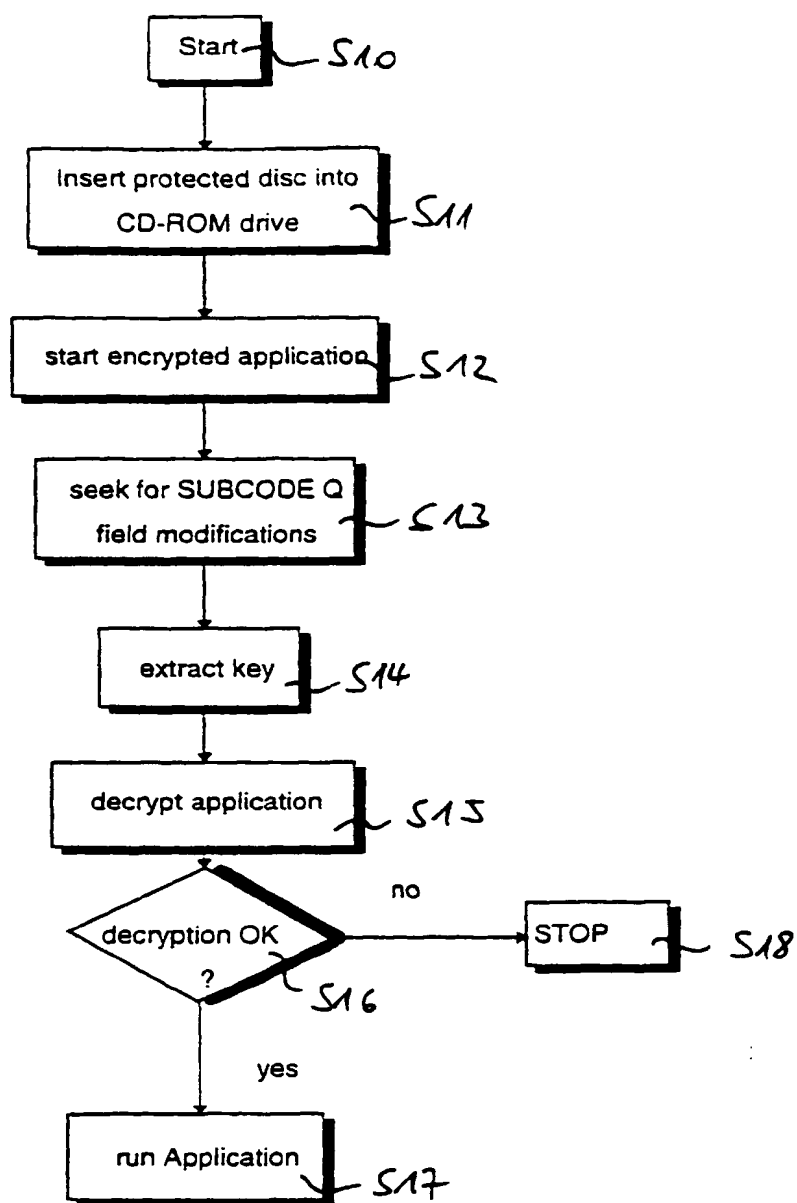 Start S10
Insert protected disc into
CD-ROM drive S11
start encrypted application S12
seek for SUBCODE Q
field modifications S13
extract key S14
decrypt application S15
no
decryption OK
?
S16
STOP S18
yes
run Application S17